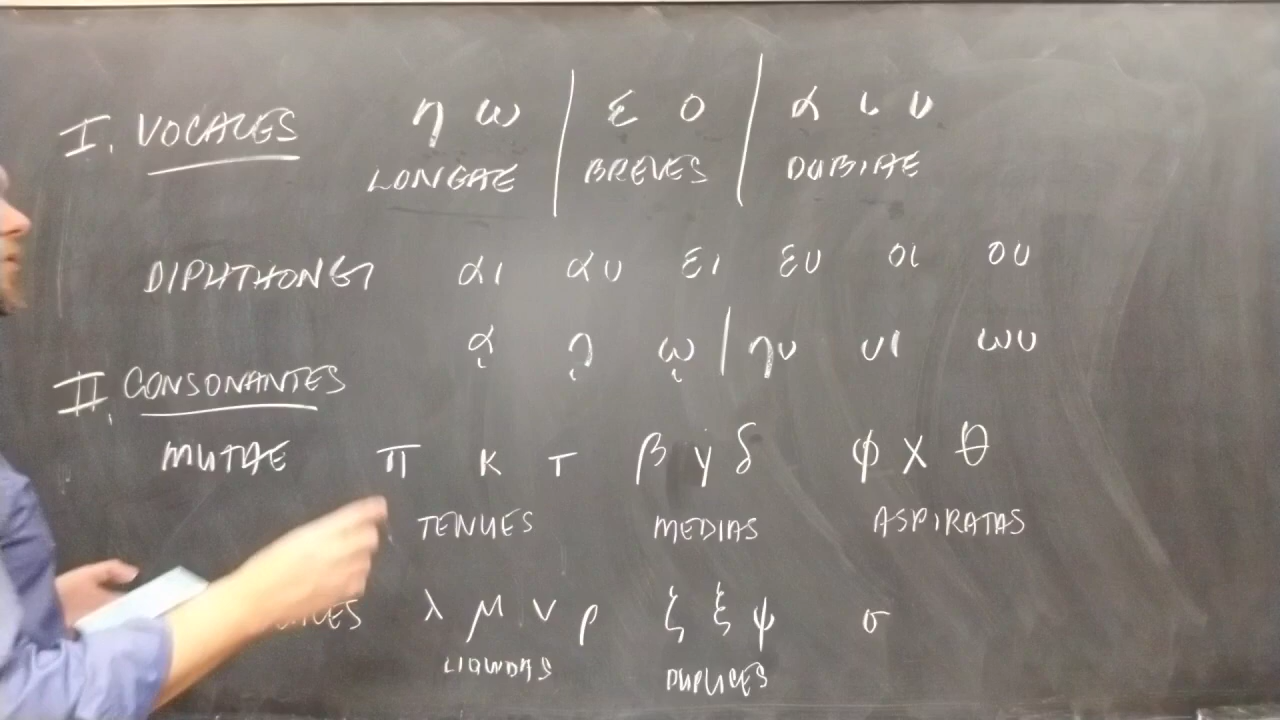 I. VOCALES η ω | ε ο | α ι υ
LONGAE BREVES DUBIAE
DIPHTHONGI αι αυ ει ευ οι ου
ᾳ ῃ ῳ | ηυ υι ωυ
II. CONSONANTES
MUTAE π κ τ β γ δ φ χ θ
TENUES MEDIAS ASPIRATAS
λ μ ν ρ ζ ξ ψ σ
LIQUIDAS DUPLICES